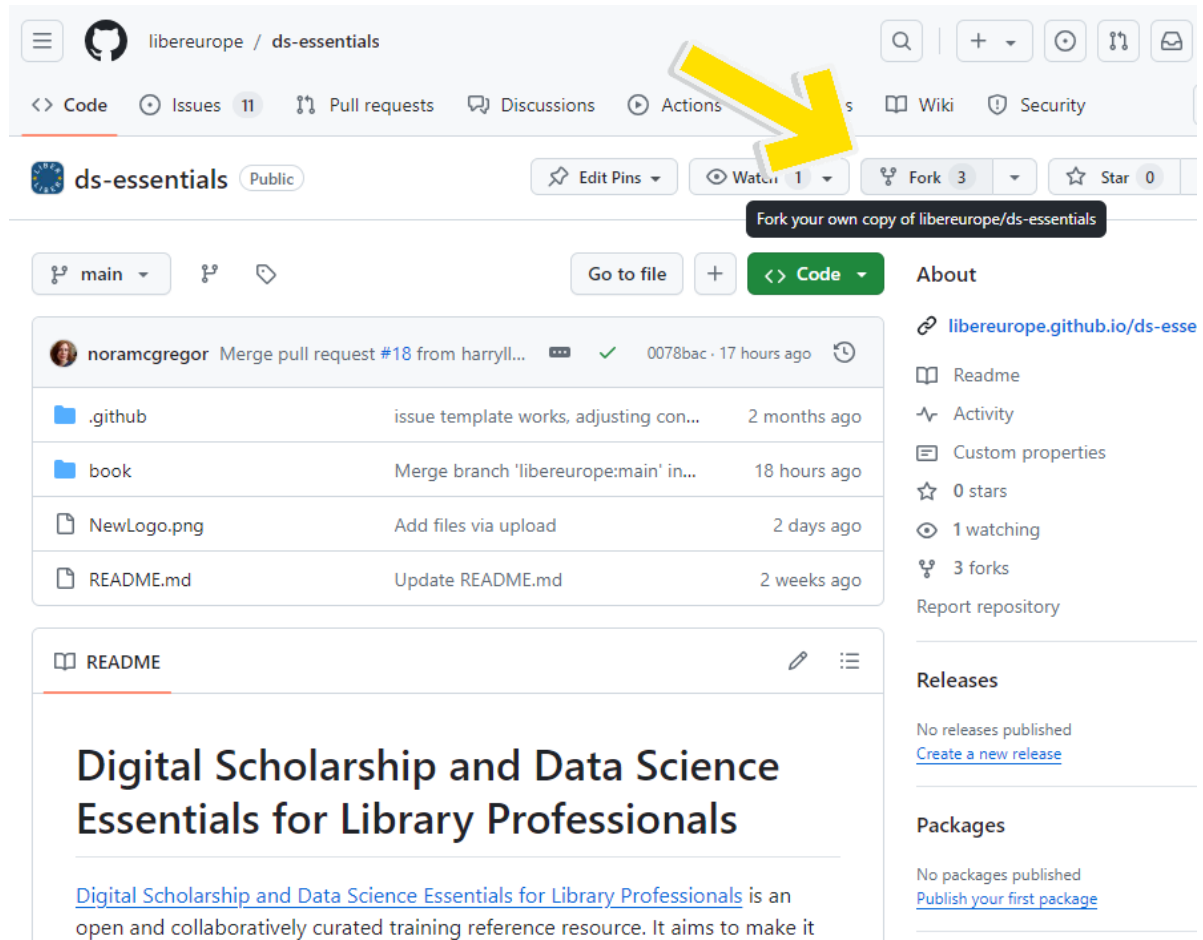 libereurope / ds-essentials
Code Issues 11 Pull requests Discussions Actions s Wiki Security
ds-essentials Public Edit Pins Watch 1 Fork 3 Star 0
Fork your own copy of libereurope/ds-essentials
main Go to file + Code
noramcgregor Merge pull request #18 from harryll... 0078bac · 17 hours ago
.github issue template works, adjusting con... 2 months ago
book Merge branch 'libereurope:main' in... 18 hours ago
NewLogo.png Add files via upload 2 days ago
README.md Update README.md 2 weeks ago
About
libereurope.github.io/ds-esse
Readme
Activity
Custom properties
0 stars
1 watching
3 forks
Report repository
README
Releases
No releases published
Create a new release
Digital Scholarship and Data Science
Essentials for Library Professionals
Packages
No packages published
Publish your first package
Digital Scholarship and Data Science Essentials for Library Professionals is an
open and collaboratively curated training reference resource. It aims to make it